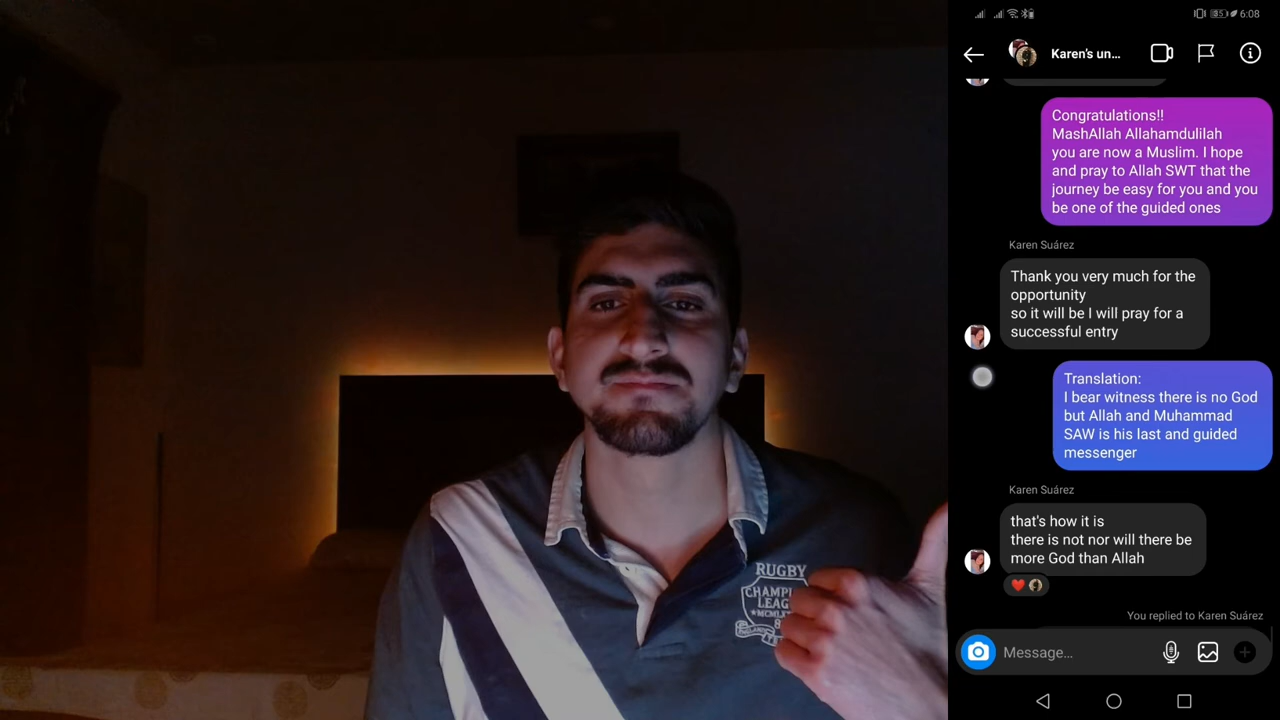 RUGBY
LEAG
6:08
Karen's un...
Congratulations!!
MashAllah Allahamdulilah
you are now a Muslim. I hope
and pray to Allah SWT that the
journey be easy for you and you
be one of the guided ones
Karen Suárez
Thank you very much for the
opportunity
so it will be I will pray for a
successful entry
Translation:
I bear witness there is no God
but Allah and Muhammad
SAW is his last and guided
messenger
Karen Suárez
that's how it is
there is not nor will there be
more God than Allah
You replied to Karen Suárez
Message...